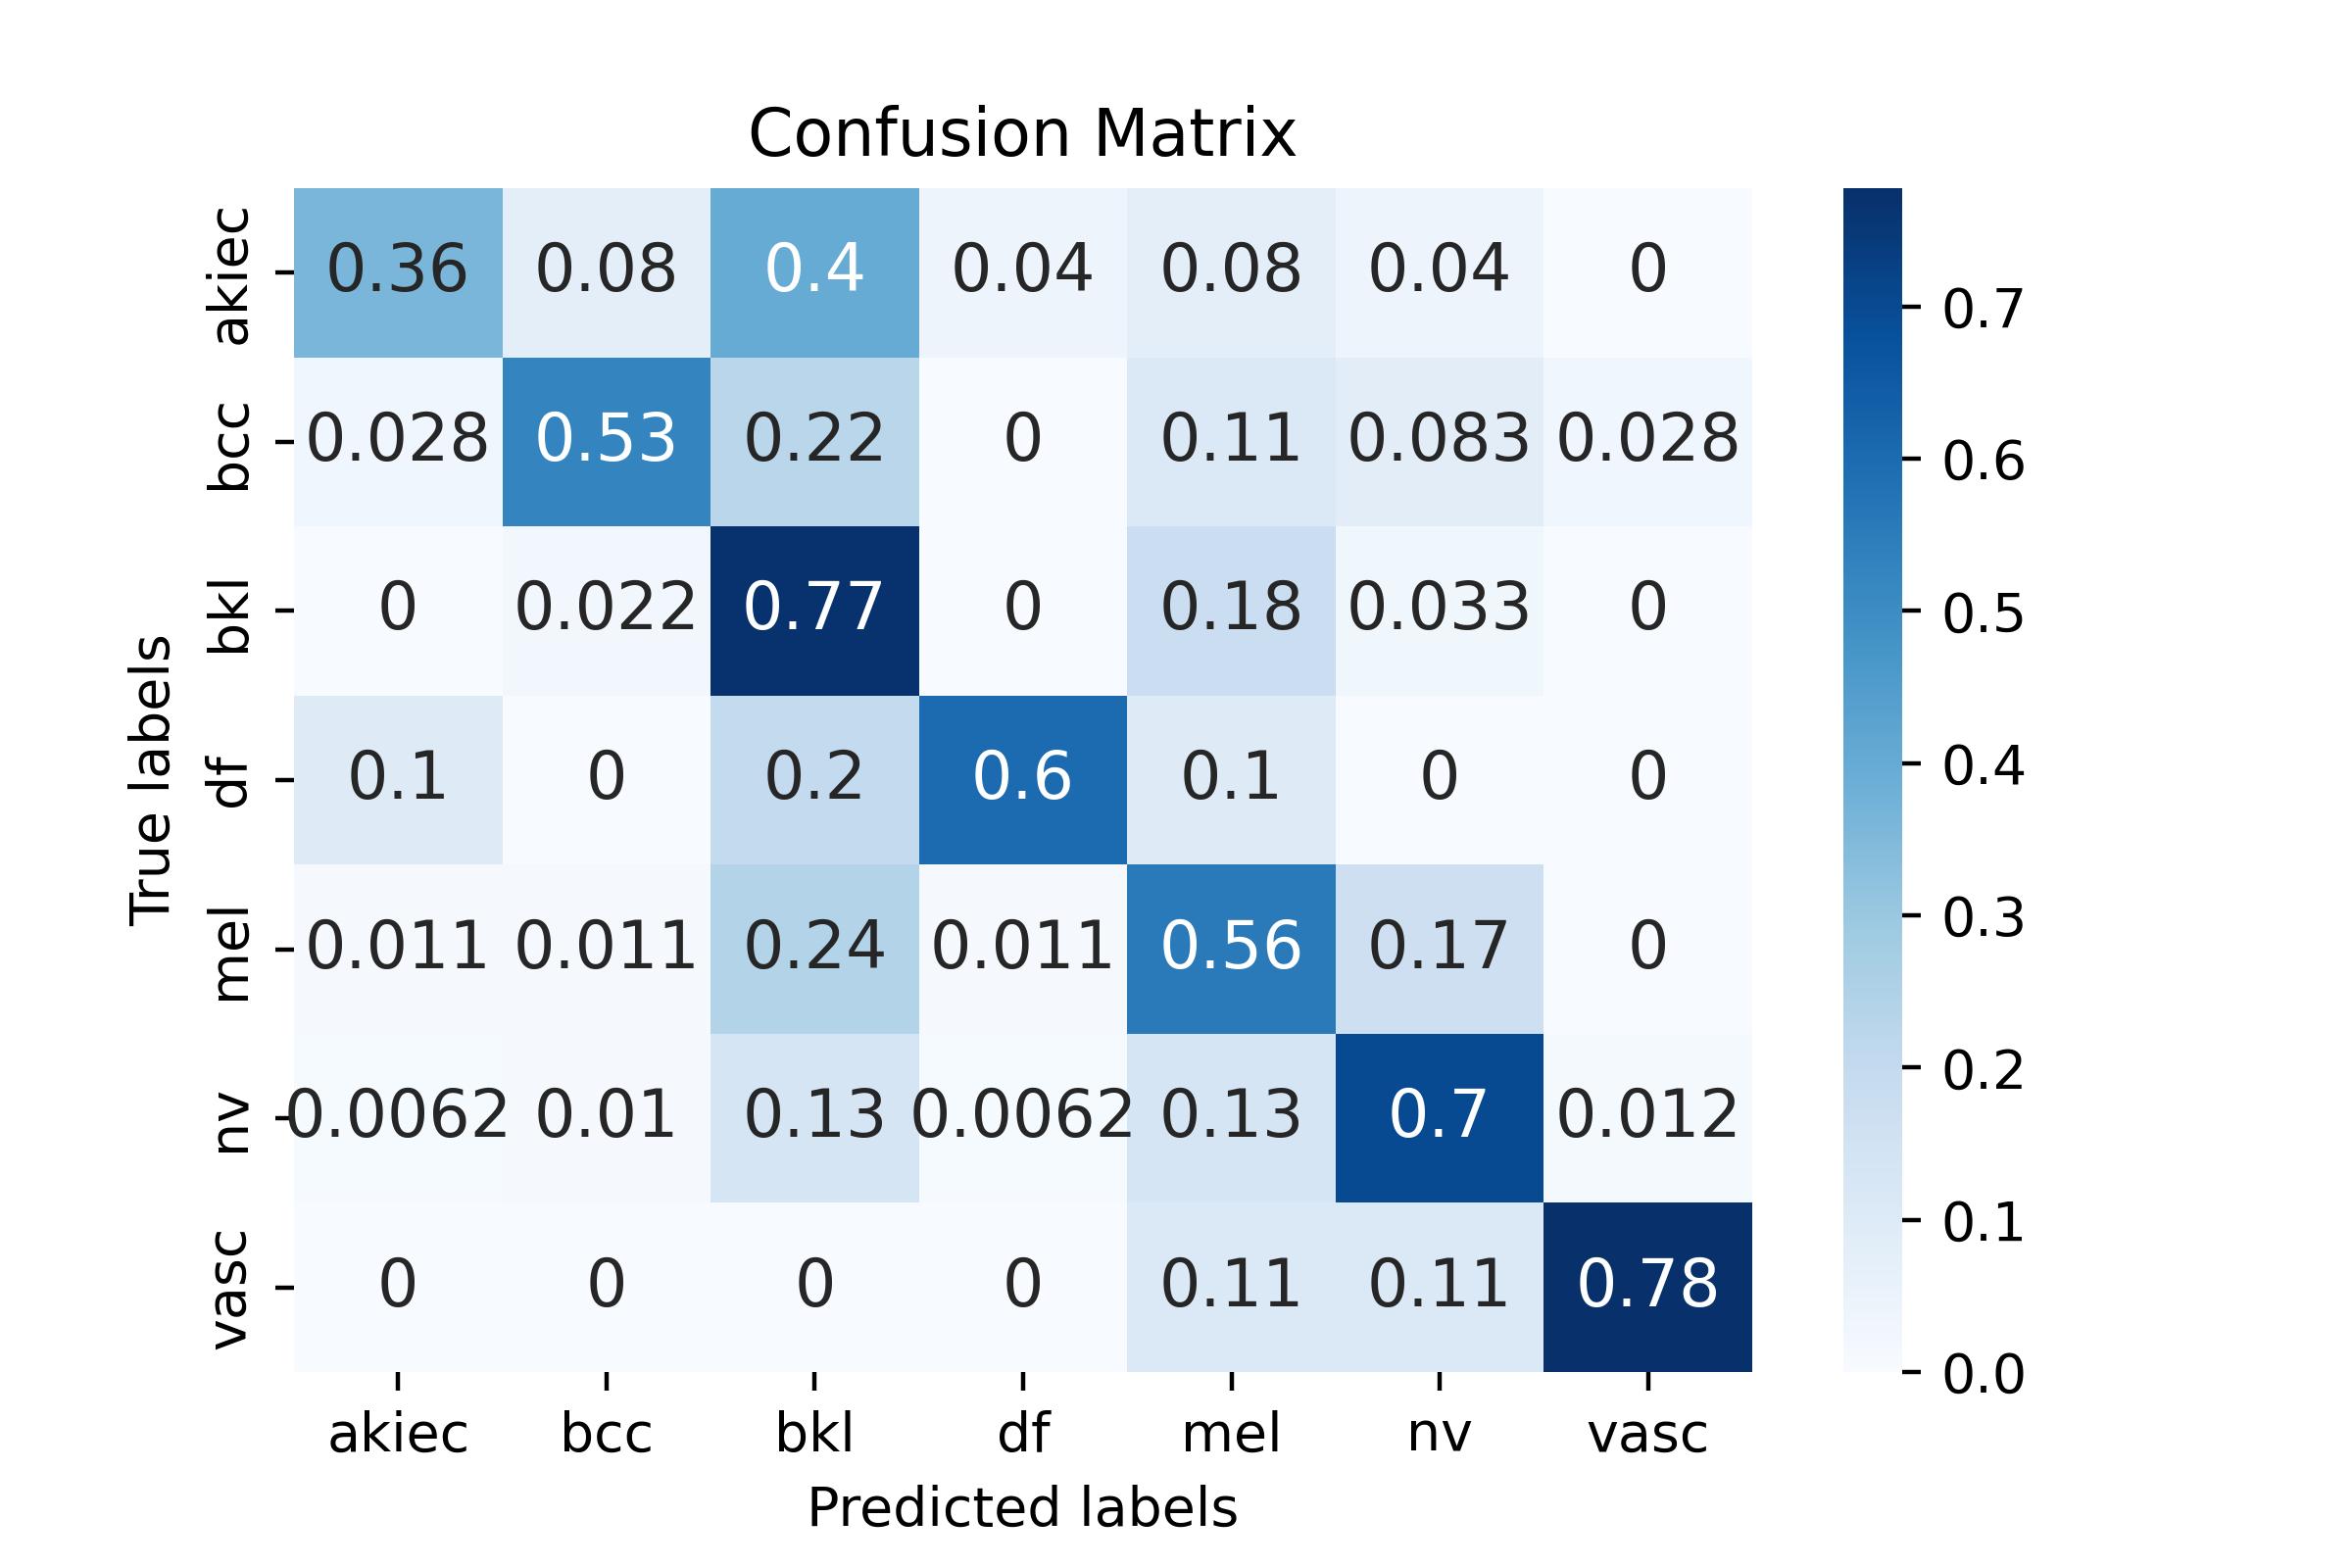 Confusion Matrix
True labels
akiec 0.36 0.08 0.4 0.04 0.08 0.04 0
bcc 0.028 0.53 0.22 0 0.11 0.083 0.028
bkl 0 0.022 0.77 0 0.18 0.033 0
df 0.1 0 0.2 0.6 0.1 0 0
mel 0.011 0.011 0.24 0.011 0.56 0.17 0
nv 0.0062 0.01 0.13 0.0062 0.13 0.7 0.012
vasc 0 0 0 0 0.11 0.11 0.78
akiec bcc bkl df mel nv vasc
Predicted labels
0.7
0.6
0.5
0.4
0.3
0.2
0.1
0.0